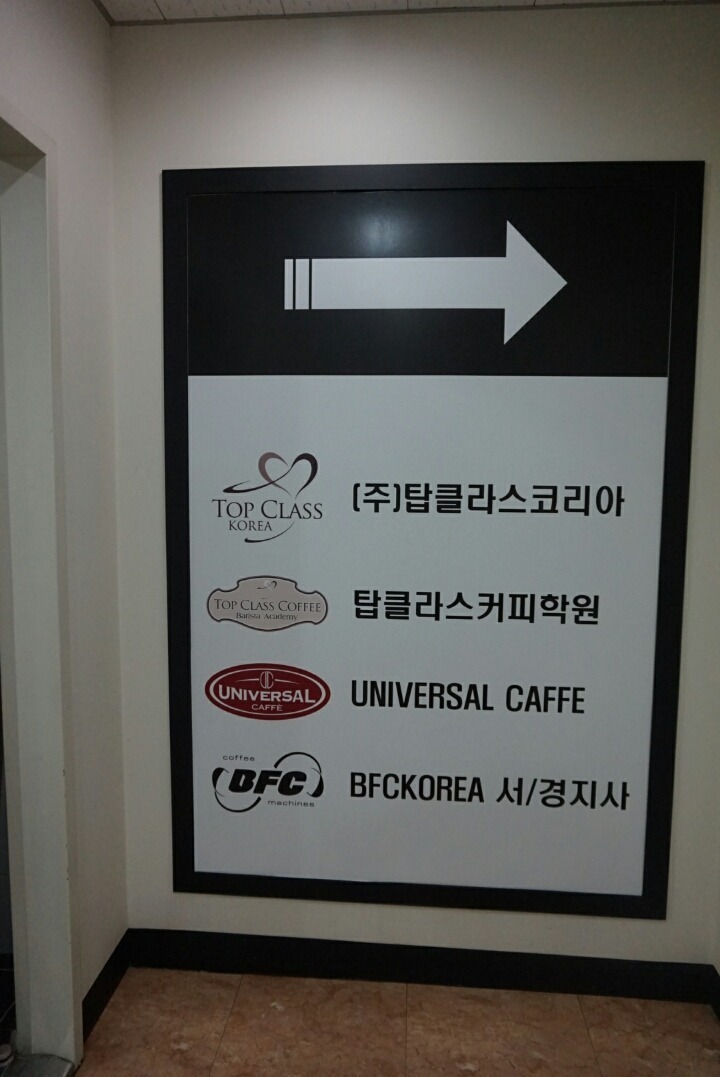 TOP CLASS
KOREA
(주)탑클라스코리아
TOP CLASS COFFEE
Barista Academy
탑클라스커피학원
UNIVERSAL
CAFFÈ
UNIVERSAL CAFFE
coffee
BFC
machines
BFCKOREA 서/경지사